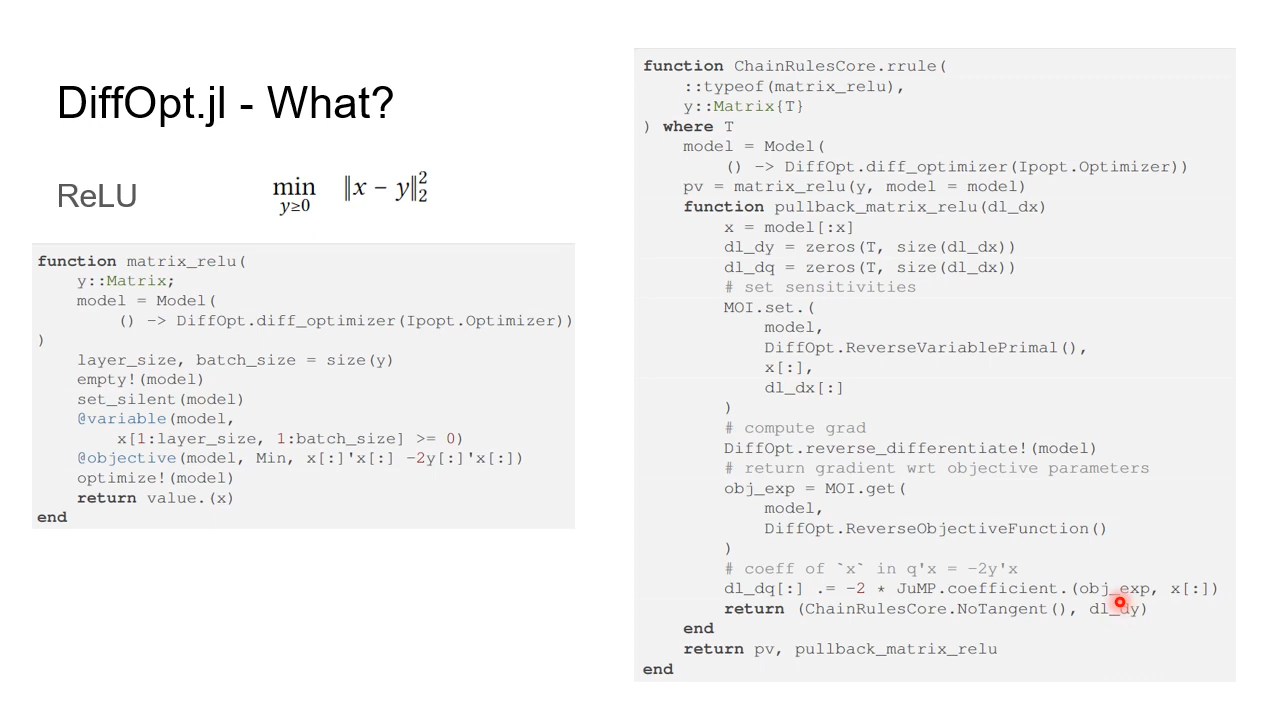 DiffOpt.jl - What?
ReLU
min y≥0 ‖x − y‖₂²
function matrix_relu(
    y::Matrix;
    model = Model(
        () -> DiffOpt.diff_optimizer(Ipopt.Optimizer))
)
    layer_size, batch_size = size(y)
    empty!(model)
    set_silent(model)
    @variable(model,
        x[1:layer_size, 1:batch_size] >= 0)
    @objective(model, Min, x[:]'x[:] -2y[:]'x[:])
    optimize!(model)
    return value.(x)
end
function ChainRulesCore.rrule(
    ::typeof(matrix_relu),
    y::Matrix{T}
) where T
    model = Model(
        () -> DiffOpt.diff_optimizer(Ipopt.Optimizer))
    pv = matrix_relu(y, model = model)
    function pullback_matrix_relu(dl_dx)
        x = model[:x]
        dl_dy = zeros(T, size(dl_dx))
        dl_dq = zeros(T, size(dl_dx))
        # set sensitivities
        MOI.set.(
            model,
            DiffOpt.ReverseVariablePrimal(),
            x[:],
            dl_dx[:]
        )
        # compute grad
        DiffOpt.reverse_differentiate!(model)
        # return gradient wrt objective parameters
        obj_exp = MOI.get(
            model,
            DiffOpt.ReverseObjectiveFunction()
        )
        # coeff of `x` in q'x = -2y'x
        dl_dq[:] .= -2 * JuMP.coefficient.(obj_exp, x[:])
        return (ChainRulesCore.NoTangent(), dl_dy)
    end
    return pv, pullback_matrix_relu
end